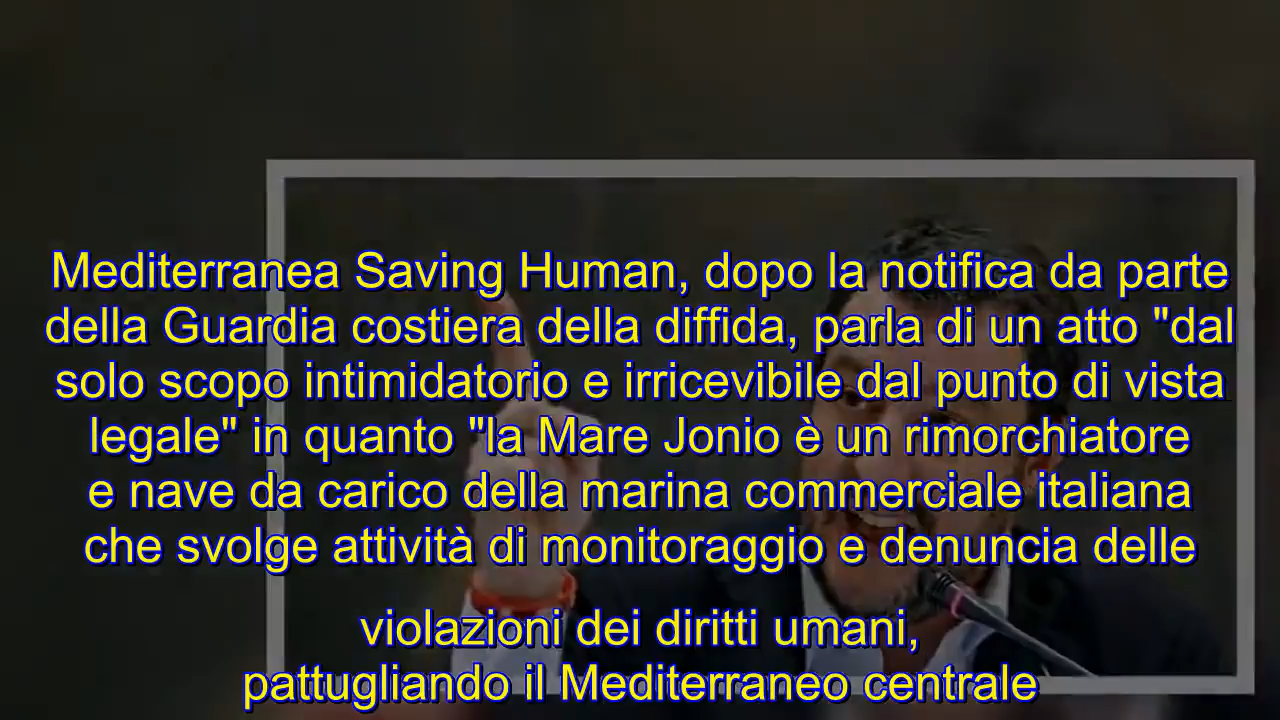 Mediterranea Saving Human, dopo la notifica da parte
della Guardia costiera della diffida, parla di un atto "dal
solo scopo intimidatorio e irricevibile dal punto di vista
legale" in quanto "la Mare Jonio è un rimorchiatore
e nave da carico della marina commerciale italiana
che svolge attività di monitoraggio e denuncia delle
violazioni dei diritti umani,
pattugliando il Mediterraneo centrale